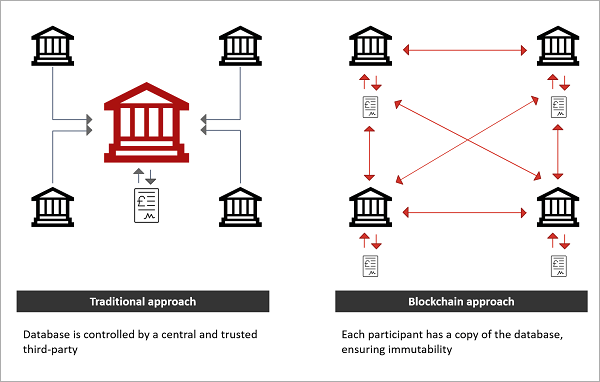 £
£
£
£
£
Traditional approach
Blockchain approach
Database is controlled by a central and trusted
third-party
Each participant has a copy of the database,
ensuring immutability